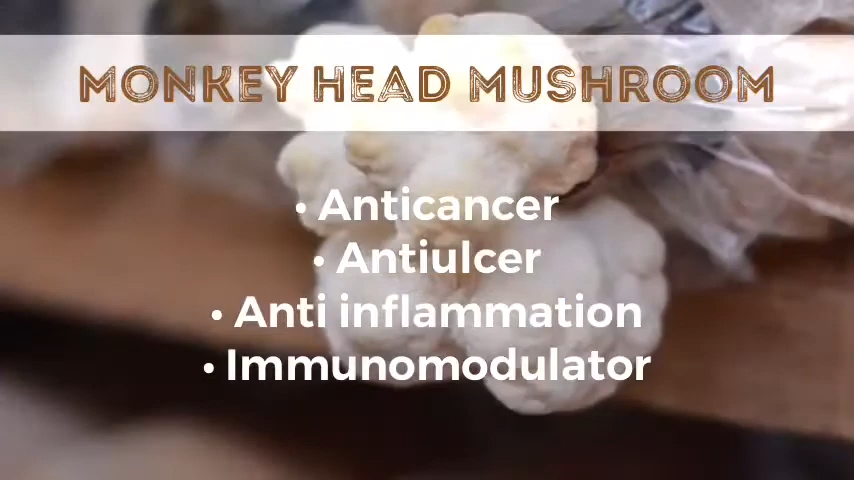 MONKEY HEAD MUSHROOM
• Anticancer
• Antiulcer
• Anti inflammation
• Immunomodulator